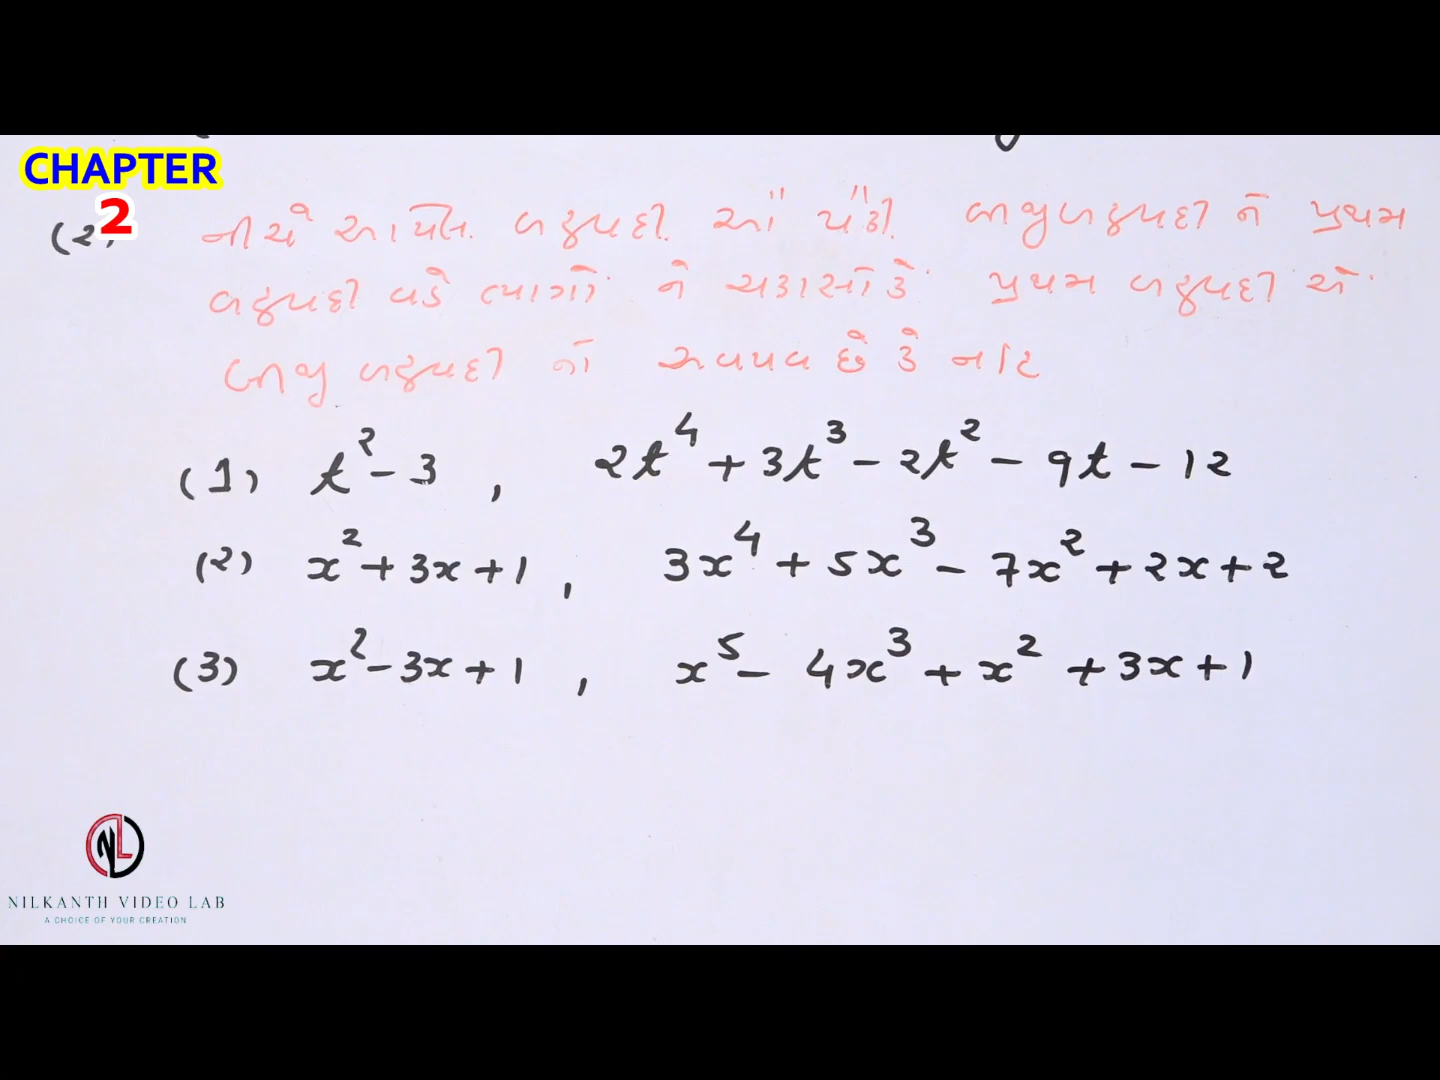 CHAPTER
2
(2) નીચે આપેલ બહુપદી ઓ પૈકી બીજી બહુપદી ને પ્રથમ
બહુપદી વડે ભાગો ને ચકાસો કે પ્રથમ બહુપદી એ
બીજી બહુપદી નો અવયવ છે કે નહિ
(1) t² - 3 , 2t⁴ + 3t³ - 2t² - 9t - 12
(2) x² + 3x + 1 , 3x⁴ + 5x³ - 7x² + 2x + 2
(3) x² - 3x + 1 , x⁵ - 4x³ + x² + 3x + 1
NL
NILKANTH VIDEO LAB
A CHOICE OF YOUR CREATION